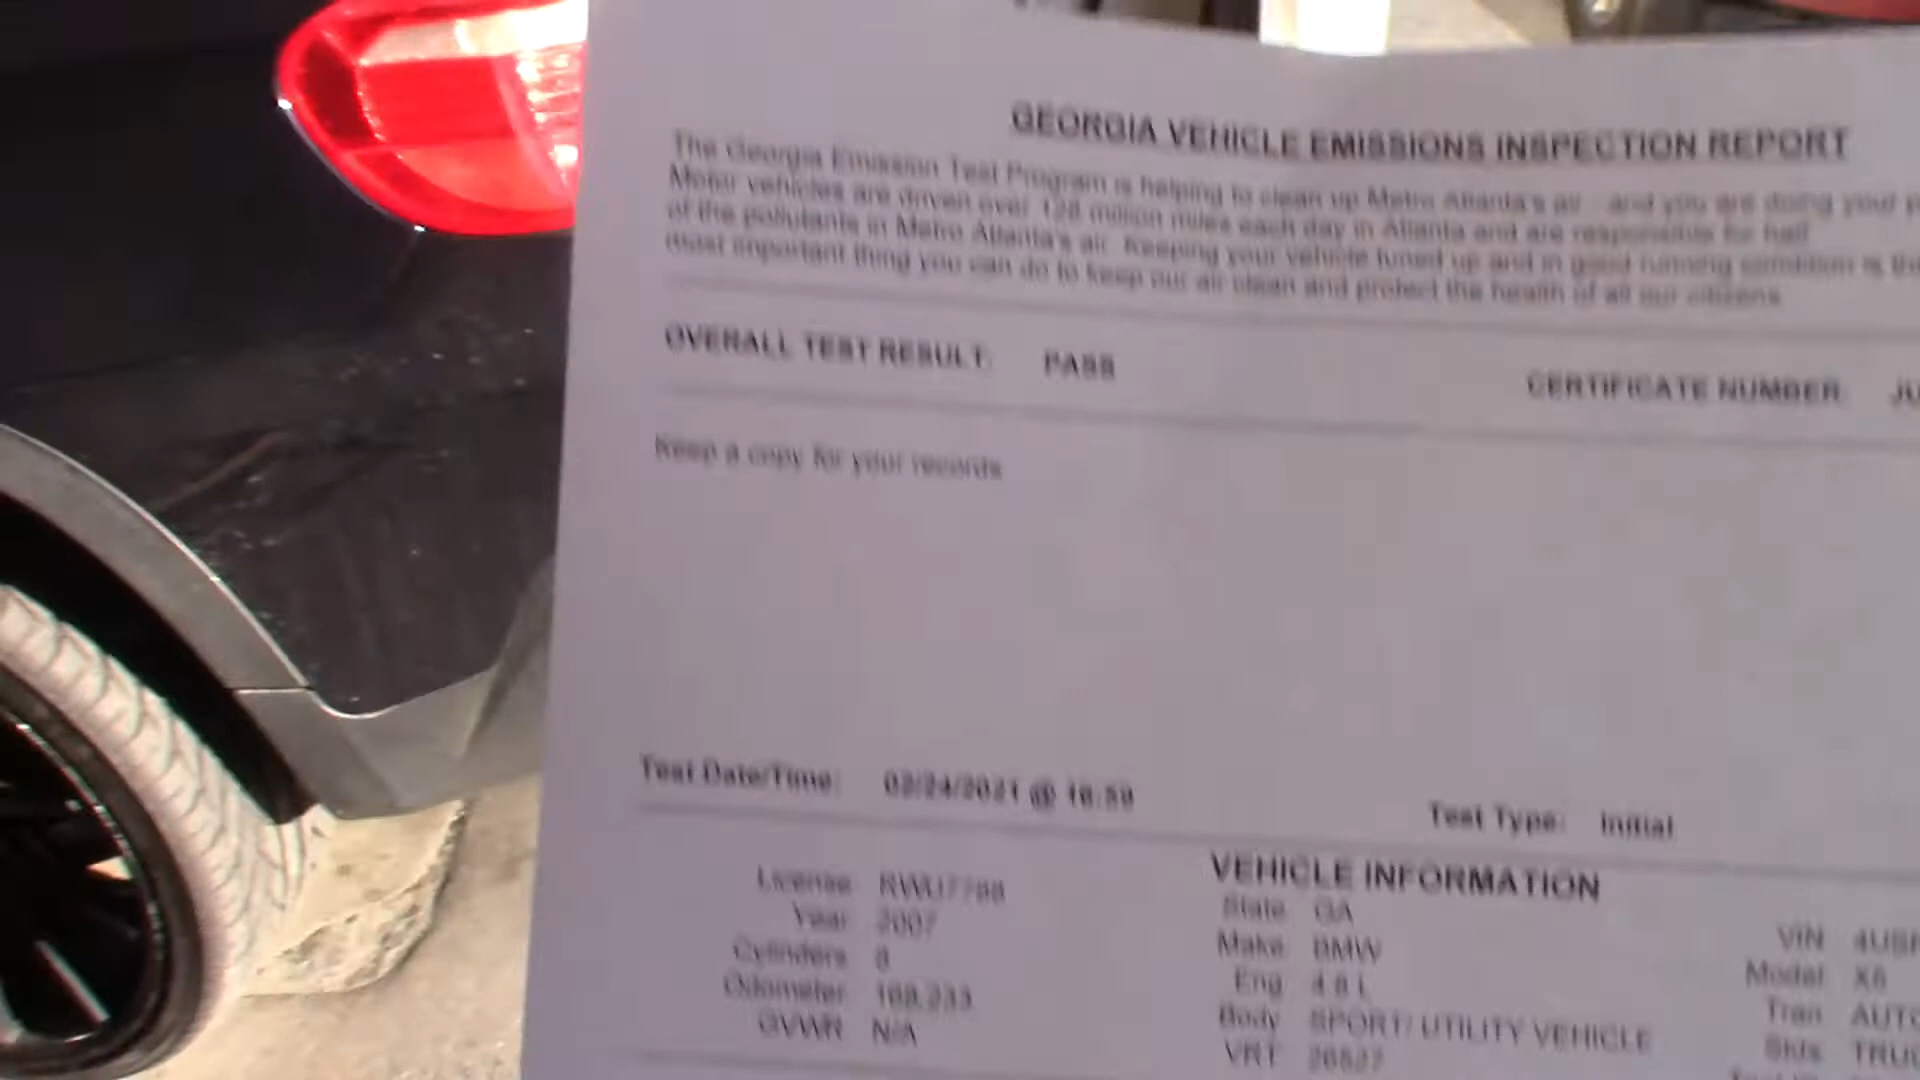 GEORGIA VEHICLE EMISSIONS INSPECTION REPORT
The Georgia Emission Test Program is helping to clean up Metro Atlanta's air - and you are doing your
Motor vehicles are driven over 128 million miles each day in Atlanta and are responsible for half
of the pollutants in Metro Atlanta's air. Keeping your vehicle tuned up and in good running condition is the
most important thing you can do to keep our air clean and protect the health of all our citizens.
OVERALL TEST RESULT: PASS
CERTIFICATE NUMBER: JU
Keep a copy for your records
Test Date/Time: 02/24/2021 @ 16:59
Test Type: Initial
VEHICLE INFORMATION
License
Year 2007
Cylinders 8
Odometer
GVWR N/A
State GA
Make BMW
Eng 4.8 L
Body SPORT/ UTILITY VEHICLE
VRT 26527
VIN
Model X5
Tran AUTO